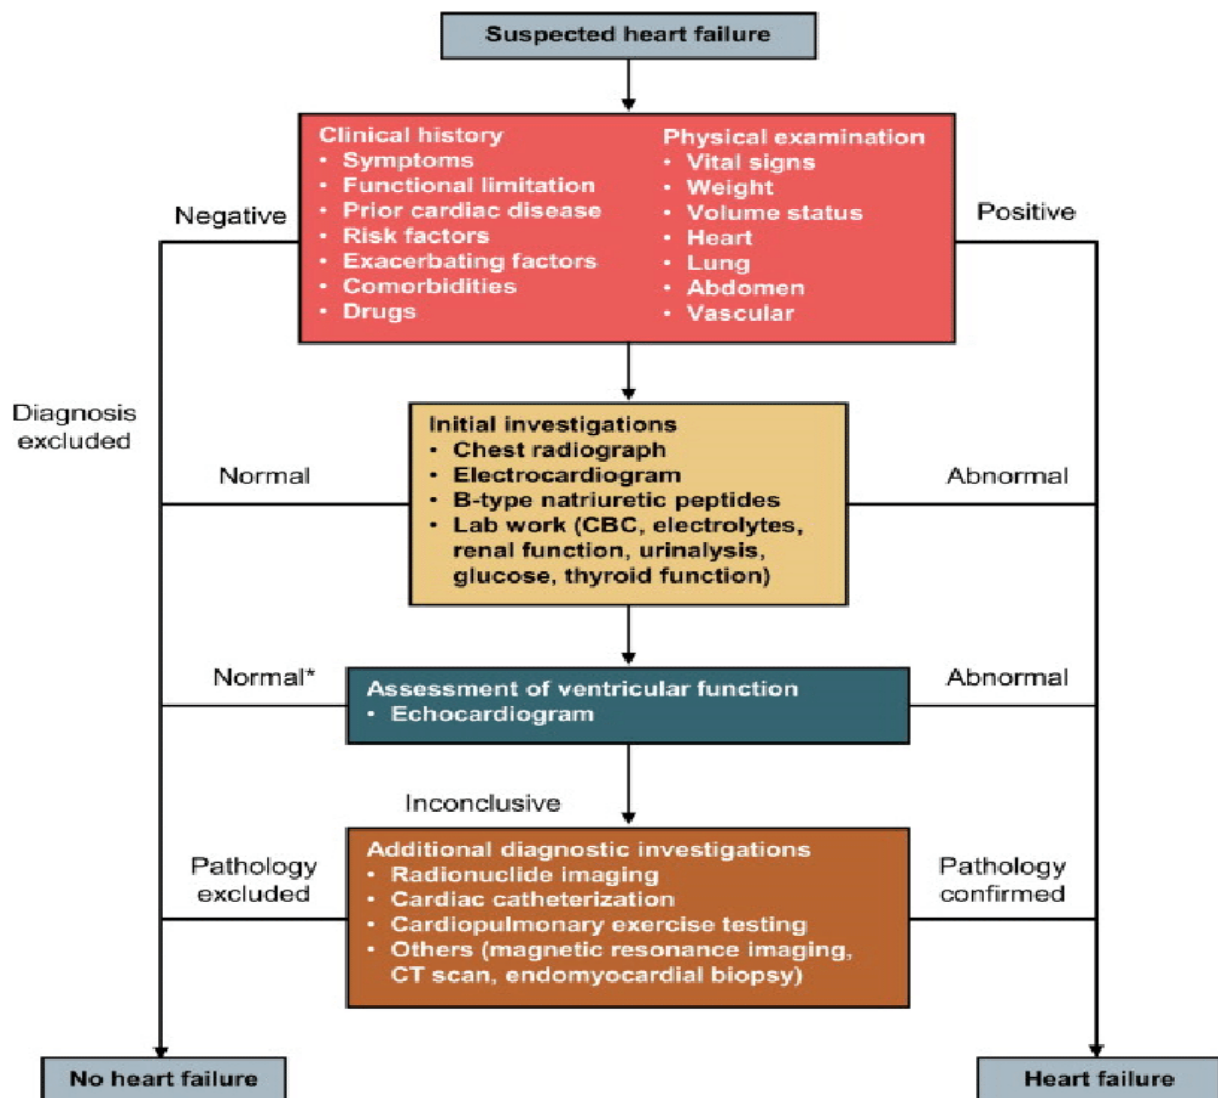 Suspected heart failure
Clinical history
• Symptoms
• Functional limitation
• Prior cardiac disease
• Risk factors
• Exacerbating factors
• Comorbidities
• Drugs
Physical examination
• Vital signs
• Weight
• Volume status
• Heart
• Lung
• Abdomen
• Vascular
Negative
Positive
Diagnosis
excluded
Initial investigations
• Chest radiograph
• Electrocardiogram
• B-type natriuretic peptides
• Lab work (CBC, electrolytes,
renal function, urinalysis,
glucose, thyroid function)
Normal
Abnormal
Normal*
Assessment of ventricular function
• Echocardiogram
Abnormal
Inconclusive
Pathology
excluded
Additional diagnostic investigations
• Radionuclide imaging
• Cardiac catheterization
• Cardiopulmonary exercise testing
• Others (magnetic resonance imaging,
CT scan, endomyocardial biopsy)
Pathology
confirmed
No heart failure
Heart failure